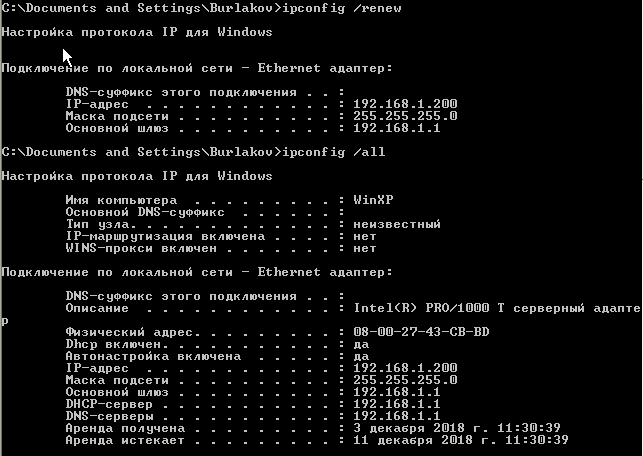 C:\Documents and Settings\Burlakov>ipconfig /renew
Настройка протокола IP для Windows
Подключение по локальной сети - Ethernet адаптер:
DNS-суффикс этого подключения . . :
IP-адрес . . . . . . . . . . . . : 192.168.1.200
Маска подсети . . . . . . . . . . : 255.255.255.0
Основной шлюз . . . . . . . . . . : 192.168.1.1
C:\Documents and Settings\Burlakov>ipconfig /all
Настройка протокола IP для Windows
Имя компьютера . . . . . . . . . : WinXP
Основной DNS-суффикс . . . . . . :
Тип узла. . . . . . . . . . . . . : неизвестный
IP-маршрутизация включена . . . . : нет
WINS-прокси включен . . . . . . . : нет
Подключение по локальной сети - Ethernet адаптер:
DNS-суффикс этого подключения . . :
Описание . . . . . . . . . . . . : Intel(R) PRO/1000 T серверный адапте
р
Физический адрес. . . . . . . . . : 08-00-27-43-CB-BD
Dhcp включен. . . . . . . . . . . : да
Автонастройка включена . . . . . : да
IP-адрес . . . . . . . . . . . . : 192.168.1.200
Маска подсети . . . . . . . . . . : 255.255.255.0
Основной шлюз . . . . . . . . . . : 192.168.1.1
DHCP-сервер . . . . . . . . . . . : 192.168.1.1
DNS-серверы . . . . . . . . . . . : 192.168.1.1
Аренда получена . . . . . . . . . : 3 декабря 2018 г. 11:30:39
Аренда истекает . . . . . . . . . : 11 декабря 2018 г. 11:30:39